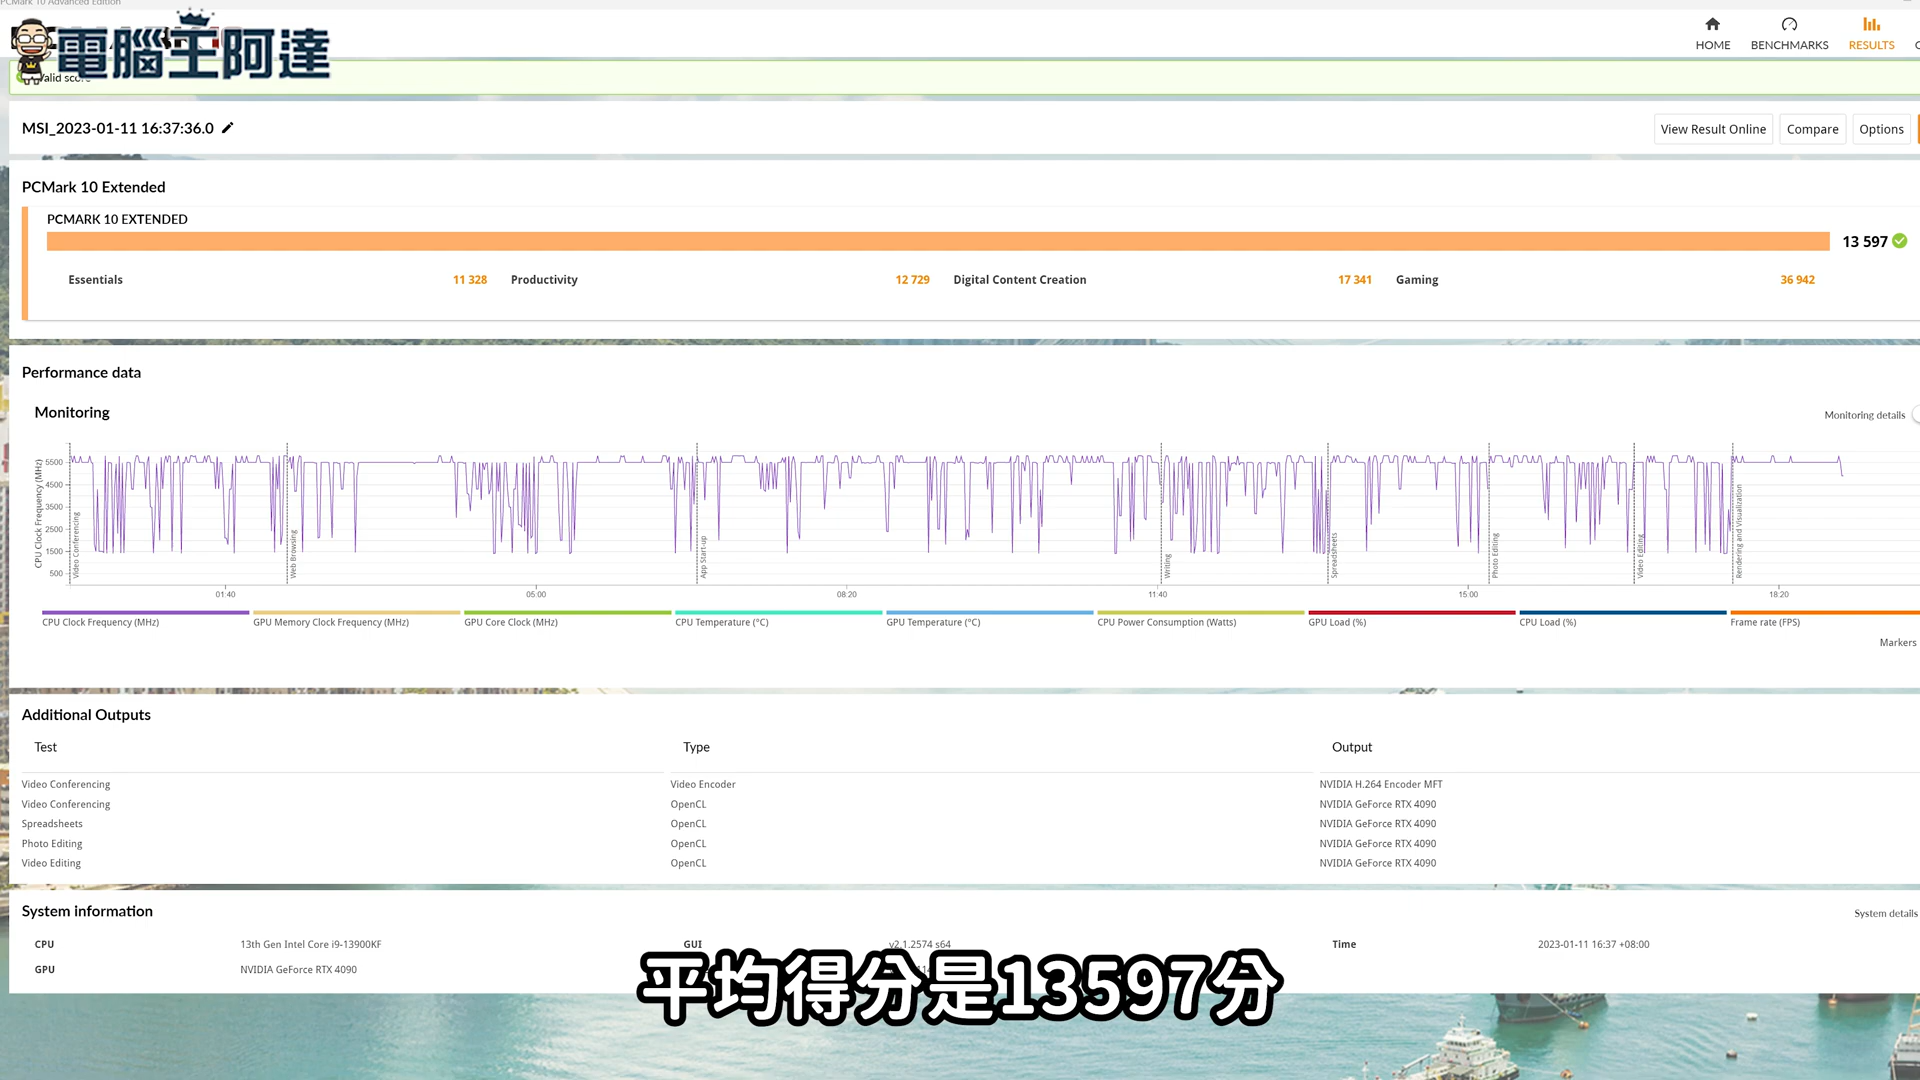 PCMark 10 Advanced Edition
電腦王阿達
HOME
BENCHMARKS
RESULTS
Valid score
MSI_2023-01-11 16:37:36.0
View Result Online
Compare
Options
PCMark 10 Extended
PCMARK 10 EXTENDED
13 597
Essentials 11 328 Productivity 12 729 Digital Content Creation 17 341 Gaming 36 942
Performance data
Monitoring
Monitoring details
CPU Clock Frequency (MHz)
5500
4500
3500
2500
1500
500
Video Conferencing
Web Browsing
App Start-up
Writing
Spreadsheets
Photo Editing
Video Editing
Rendering and Visualization
01:40 05:00 08:20 11:40 15:00 18:20
CPU Clock Frequency (MHz) GPU Memory Clock Frequency (MHz) GPU Core Clock (MHz) CPU Temperature (°C) GPU Temperature (°C) CPU Power Consumption (Watts) GPU Load (%) CPU Load (%) Frame rate (FPS)
Markers
Additional Outputs
Test Type Output
Video Conferencing Video Encoder NVIDIA H.264 Encoder MFT
Video Conferencing OpenCL NVIDIA GeForce RTX 4090
Spreadsheets OpenCL NVIDIA GeForce RTX 4090
Photo Editing OpenCL NVIDIA GeForce RTX 4090
Video Editing OpenCL NVIDIA GeForce RTX 4090
System information
System details
CPU 13th Gen Intel Core i9-13900KF GUI v2.1.2574 s64 Time 2023-01-11 16:37 +08:00
GPU NVIDIA GeForce RTX 4090
平均得分是13597分